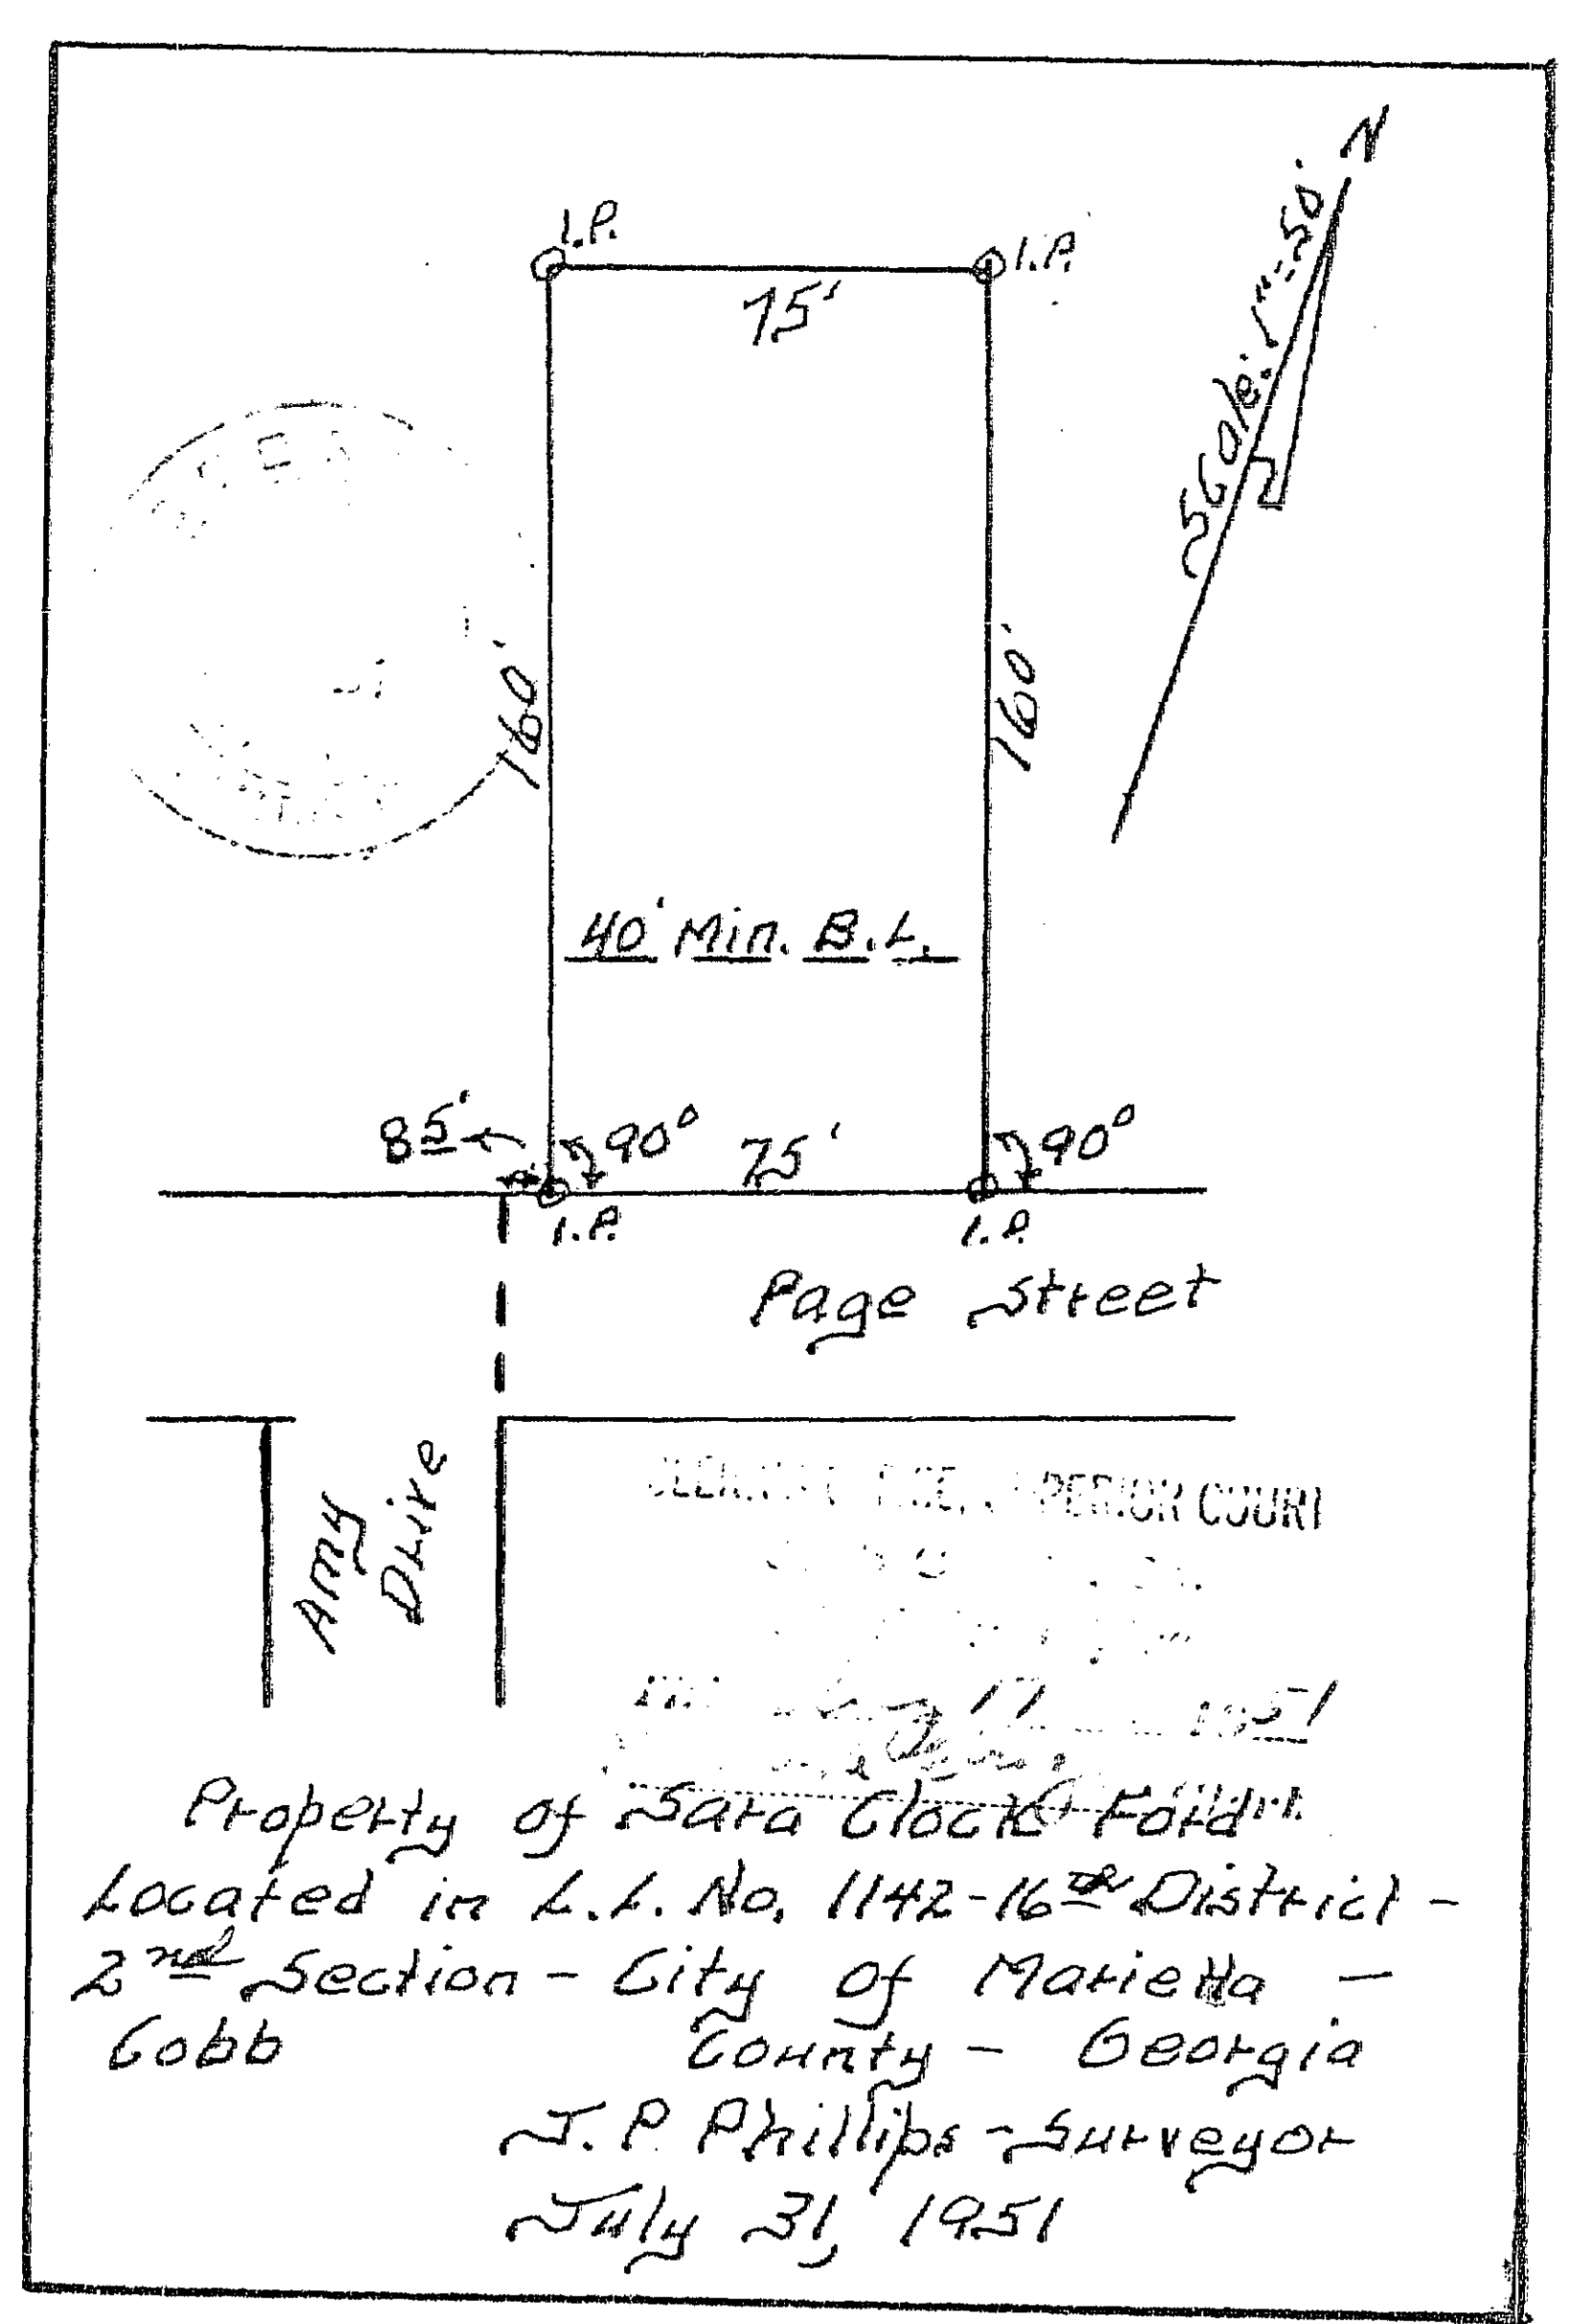 N
Scale: 1"=50'
I.P.
I.P.
75'
160'
160'
40' Min. B.L.
90°
75'
90°
I.P.
I.P.
Page Street
Amy
Drive
SUPERIOR COURT
17 1951
Property of Sara Clock Ford
Located in L.L. No. 1142-16th District -
2nd Section - City of Marietta -
Cobb County - Georgia
J. P. Phillips - Surveyor
July 31, 1951